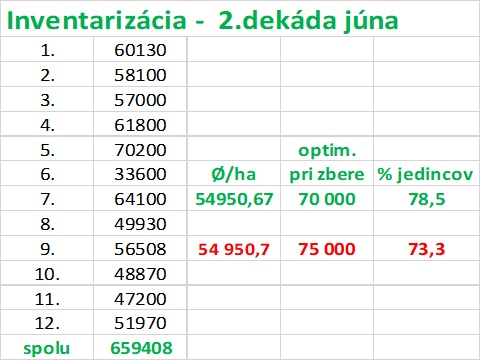 Inventarizácia -  2.dekáda júna
1. 60130
2. 58100
3. 57000
4. 61800
5. 70200 optim.
6. 33600 Ø/ha pri zbere % jedincov
7. 64100 54950,67 70 000 78,5
8. 49930
9. 56508 54 950,7 75 000 73,3
10. 48870
11. 47200
12. 51970
spolu 659408